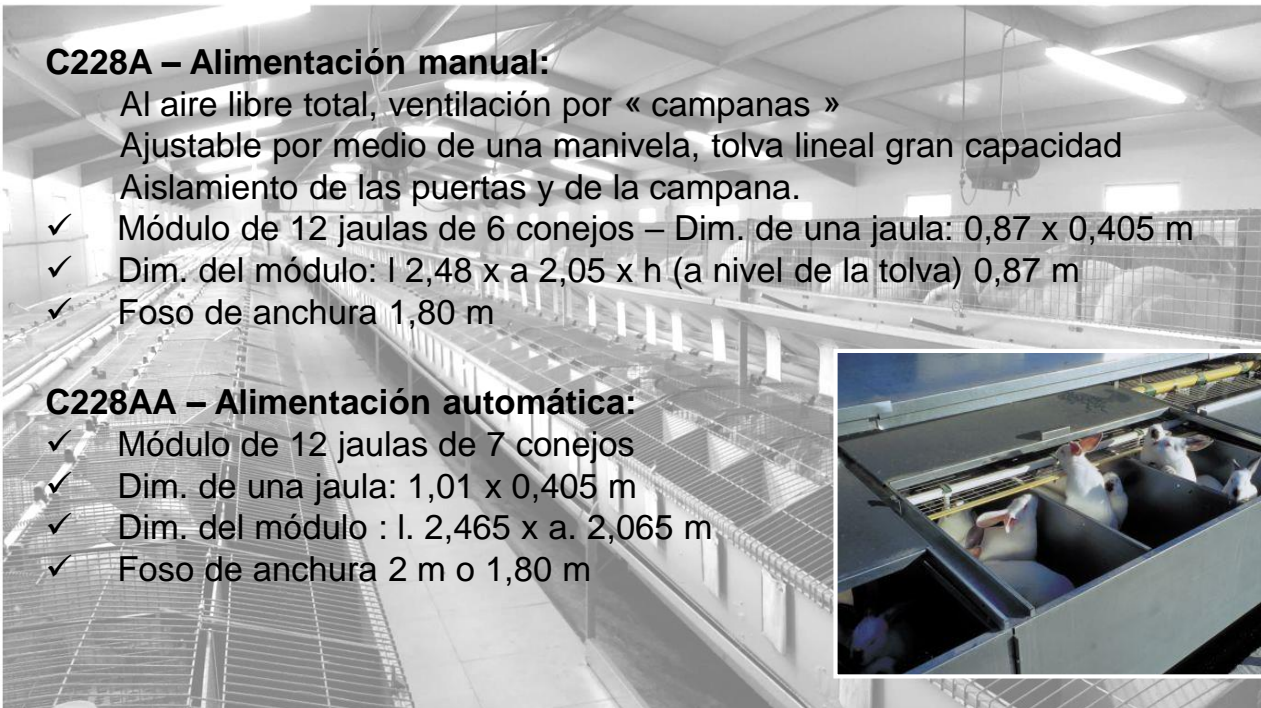 C228A – Alimentación manual:
Al aire libre total, ventilación por « campanas »
Ajustable por medio de una manivela, tolva lineal gran capacidad
Aislamiento de las puertas y de la campana.
✓ Módulo de 12 jaulas de 6 conejos – Dim. de una jaula: 0,87 x 0,405 m
✓ Dim. del módulo: l 2,48 x a 2,05 x h (a nivel de la tolva) 0,87 m
✓ Foso de anchura 1,80 m
C228AA – Alimentación automática:
✓ Módulo de 12 jaulas de 7 conejos
✓ Dim. de una jaula: 1,01 x 0,405 m
✓ Dim. del módulo : l. 2,465 x a. 2,065 m
✓ Foso de anchura 2 m o 1,80 m